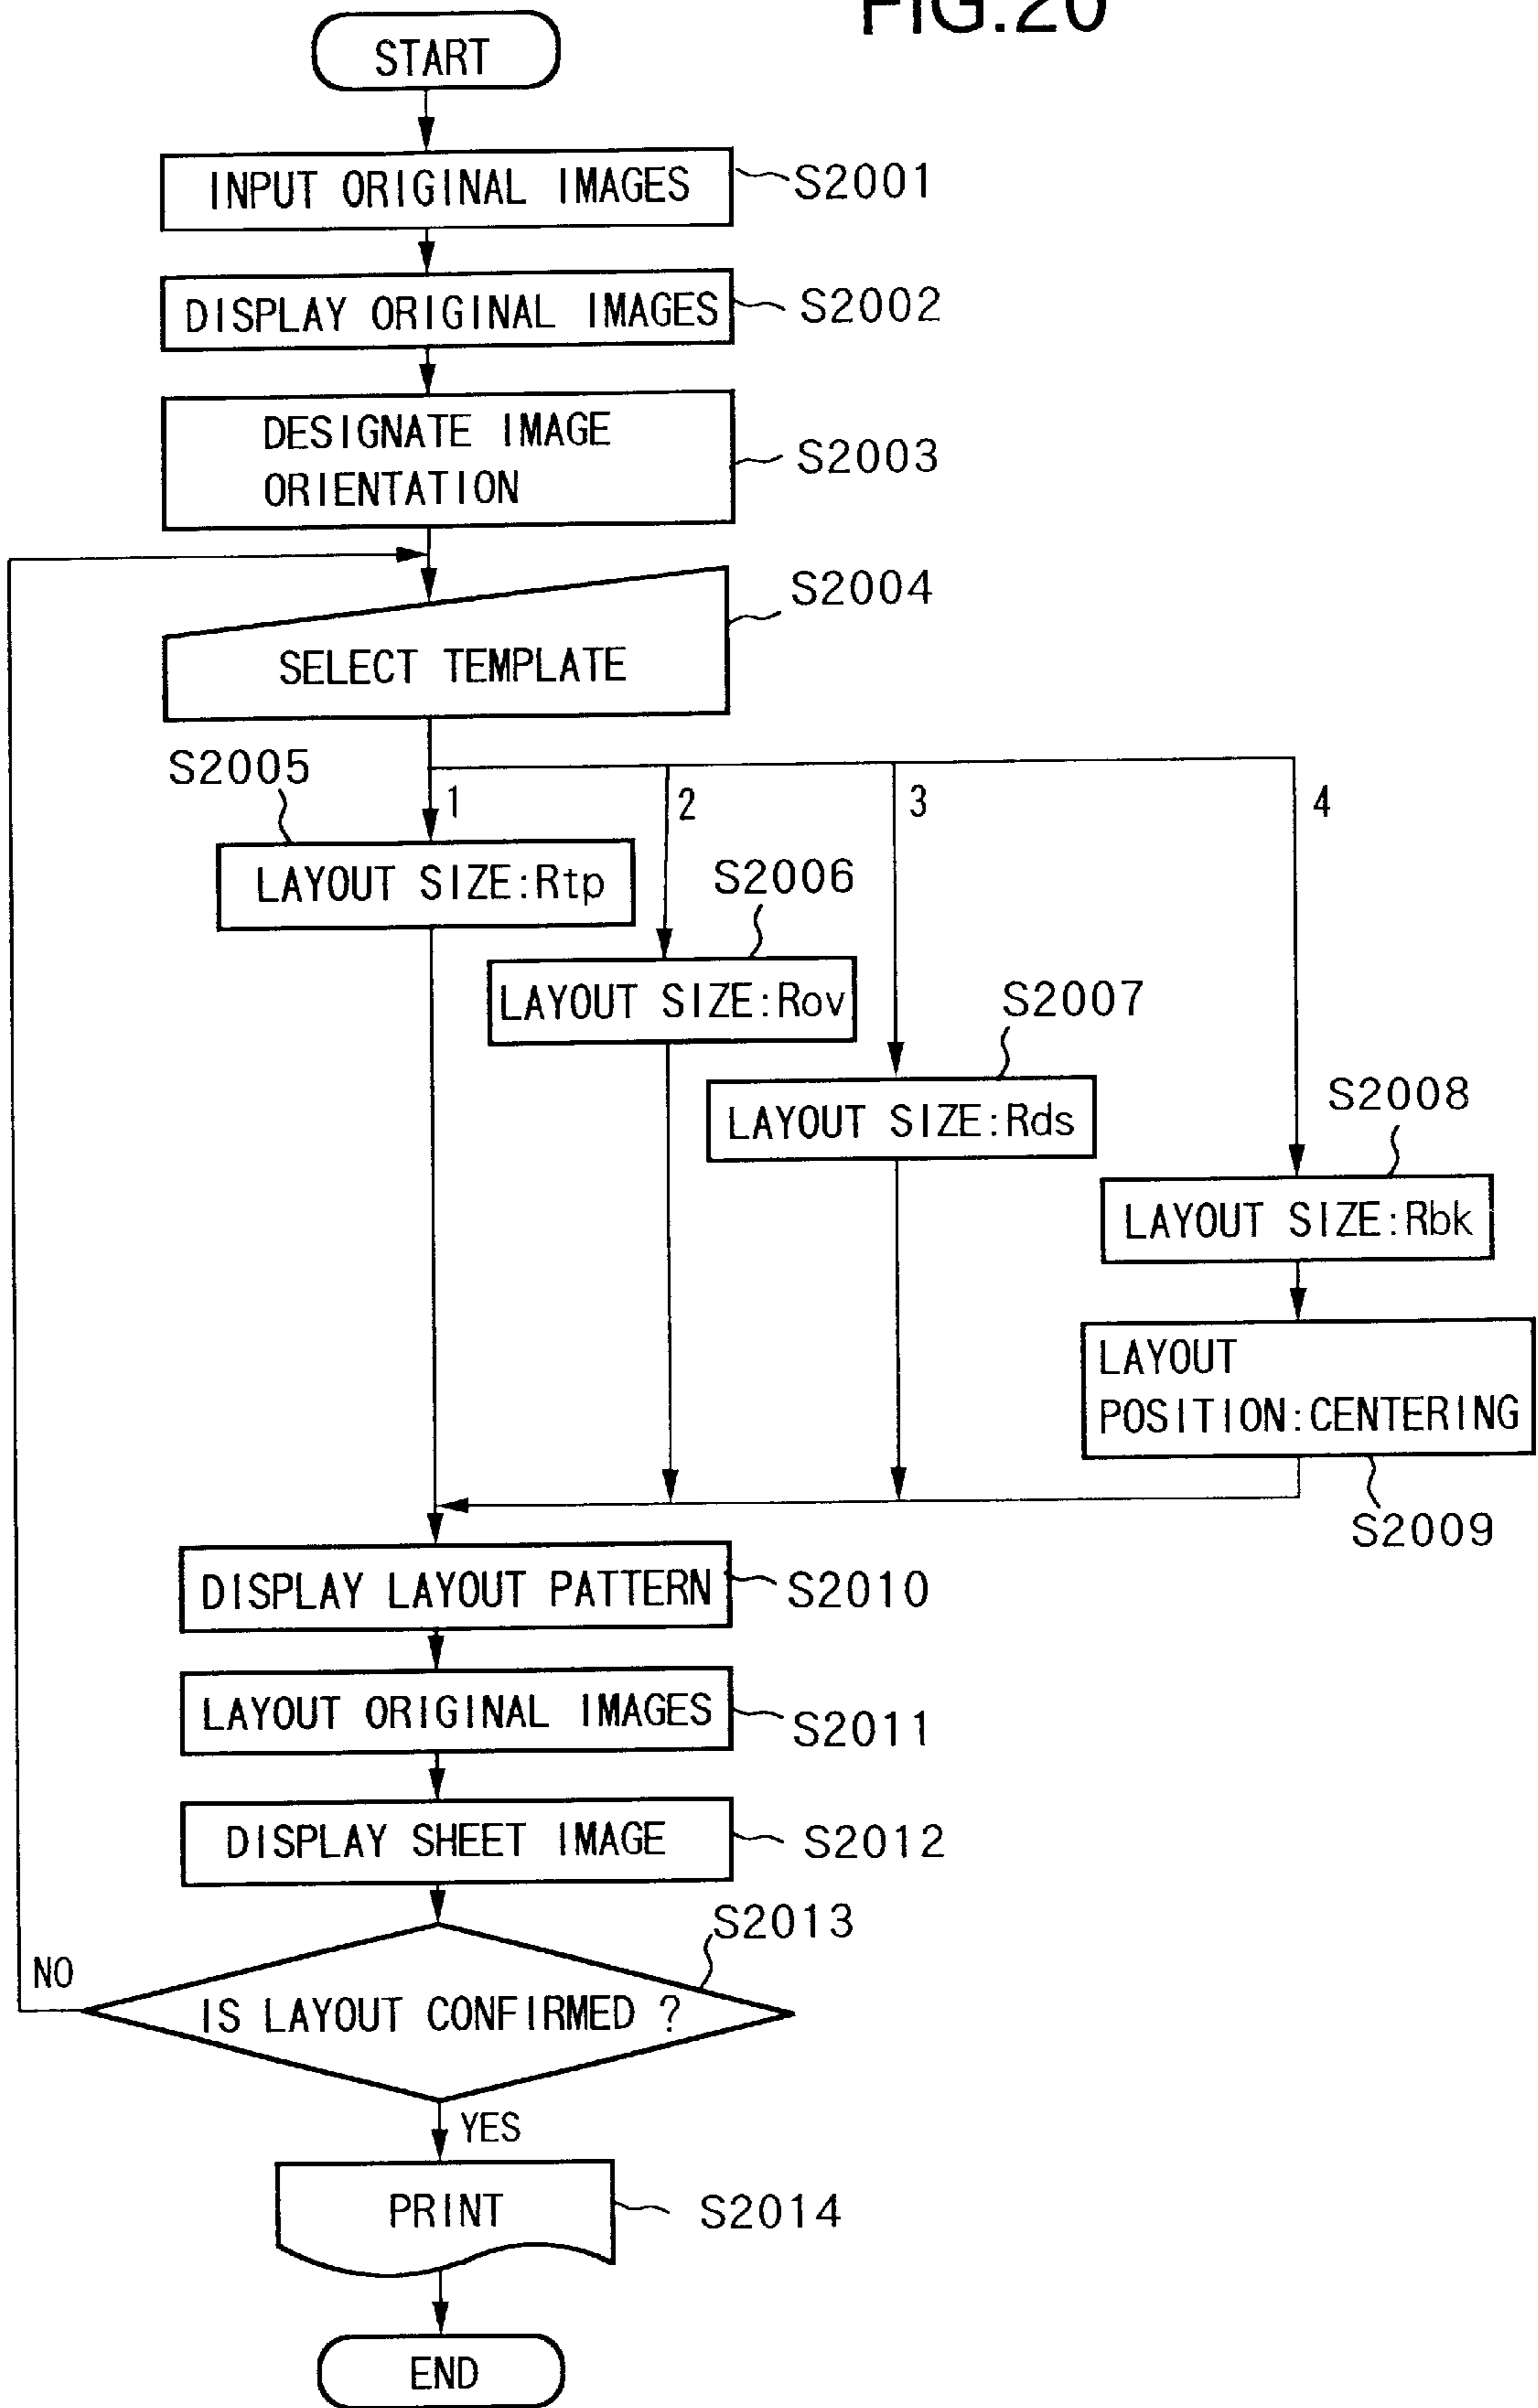 FIG.20
START
INPUT ORIGINAL IMAGES
S2001
DISPLAY ORIGINAL IMAGES
S2002
DESIGNATE IMAGE
ORIENTATION
S2003
S2004
SELECT TEMPLATE
S2005
1
2
3
4
LAYOUT SIZE:Rtp
S2006
LAYOUT SIZE:Rov
S2007
LAYOUT SIZE:Rds
S2008
LAYOUT SIZE:Rbk
LAYOUT
POSITION:CENTERING
S2009
DISPLAY LAYOUT PATTERN
S2010
LAYOUT ORIGINAL IMAGES
S2011
DISPLAY SHEET IMAGE
S2012
S2013
NO
IS LAYOUT CONFIRMED ?
YES
PRINT
S2014
END